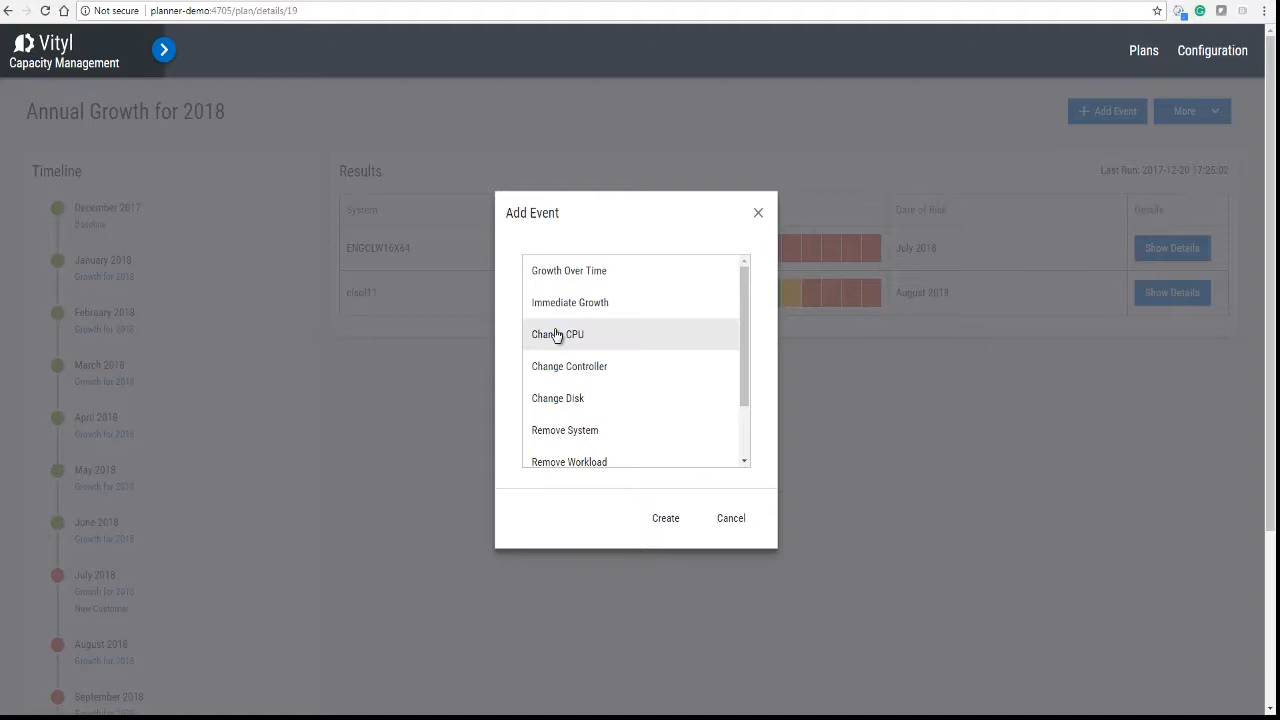 Not secure | planner-demo:4705/plan/details/19
Vityl
Capacity Management
Plans
Configuration
Annual Growth for 2018
+ Add Event
More
Timeline
December 2017
Baseline
January 2018
Growth for 2018
February 2018
Growth for 2018
March 2018
Growth for 2018
April 2018
Growth for 2018
May 2018
Growth for 2018
June 2018
Growth for 2018
July 2018
Growth for 2018
New Customer
August 2018
Growth for 2018
September 2018
Growth for 2018
Results
Last Run: 2017-12-20 17:25:02
System
Date of Risk
Details
ENGCLW16X64
July 2018
Show Details
clsol11
August 2018
Show Details
Add Event
Growth Over Time
Immediate Growth
Change CPU
Change Controller
Change Disk
Remove System
Remove Workload
Create
Cancel